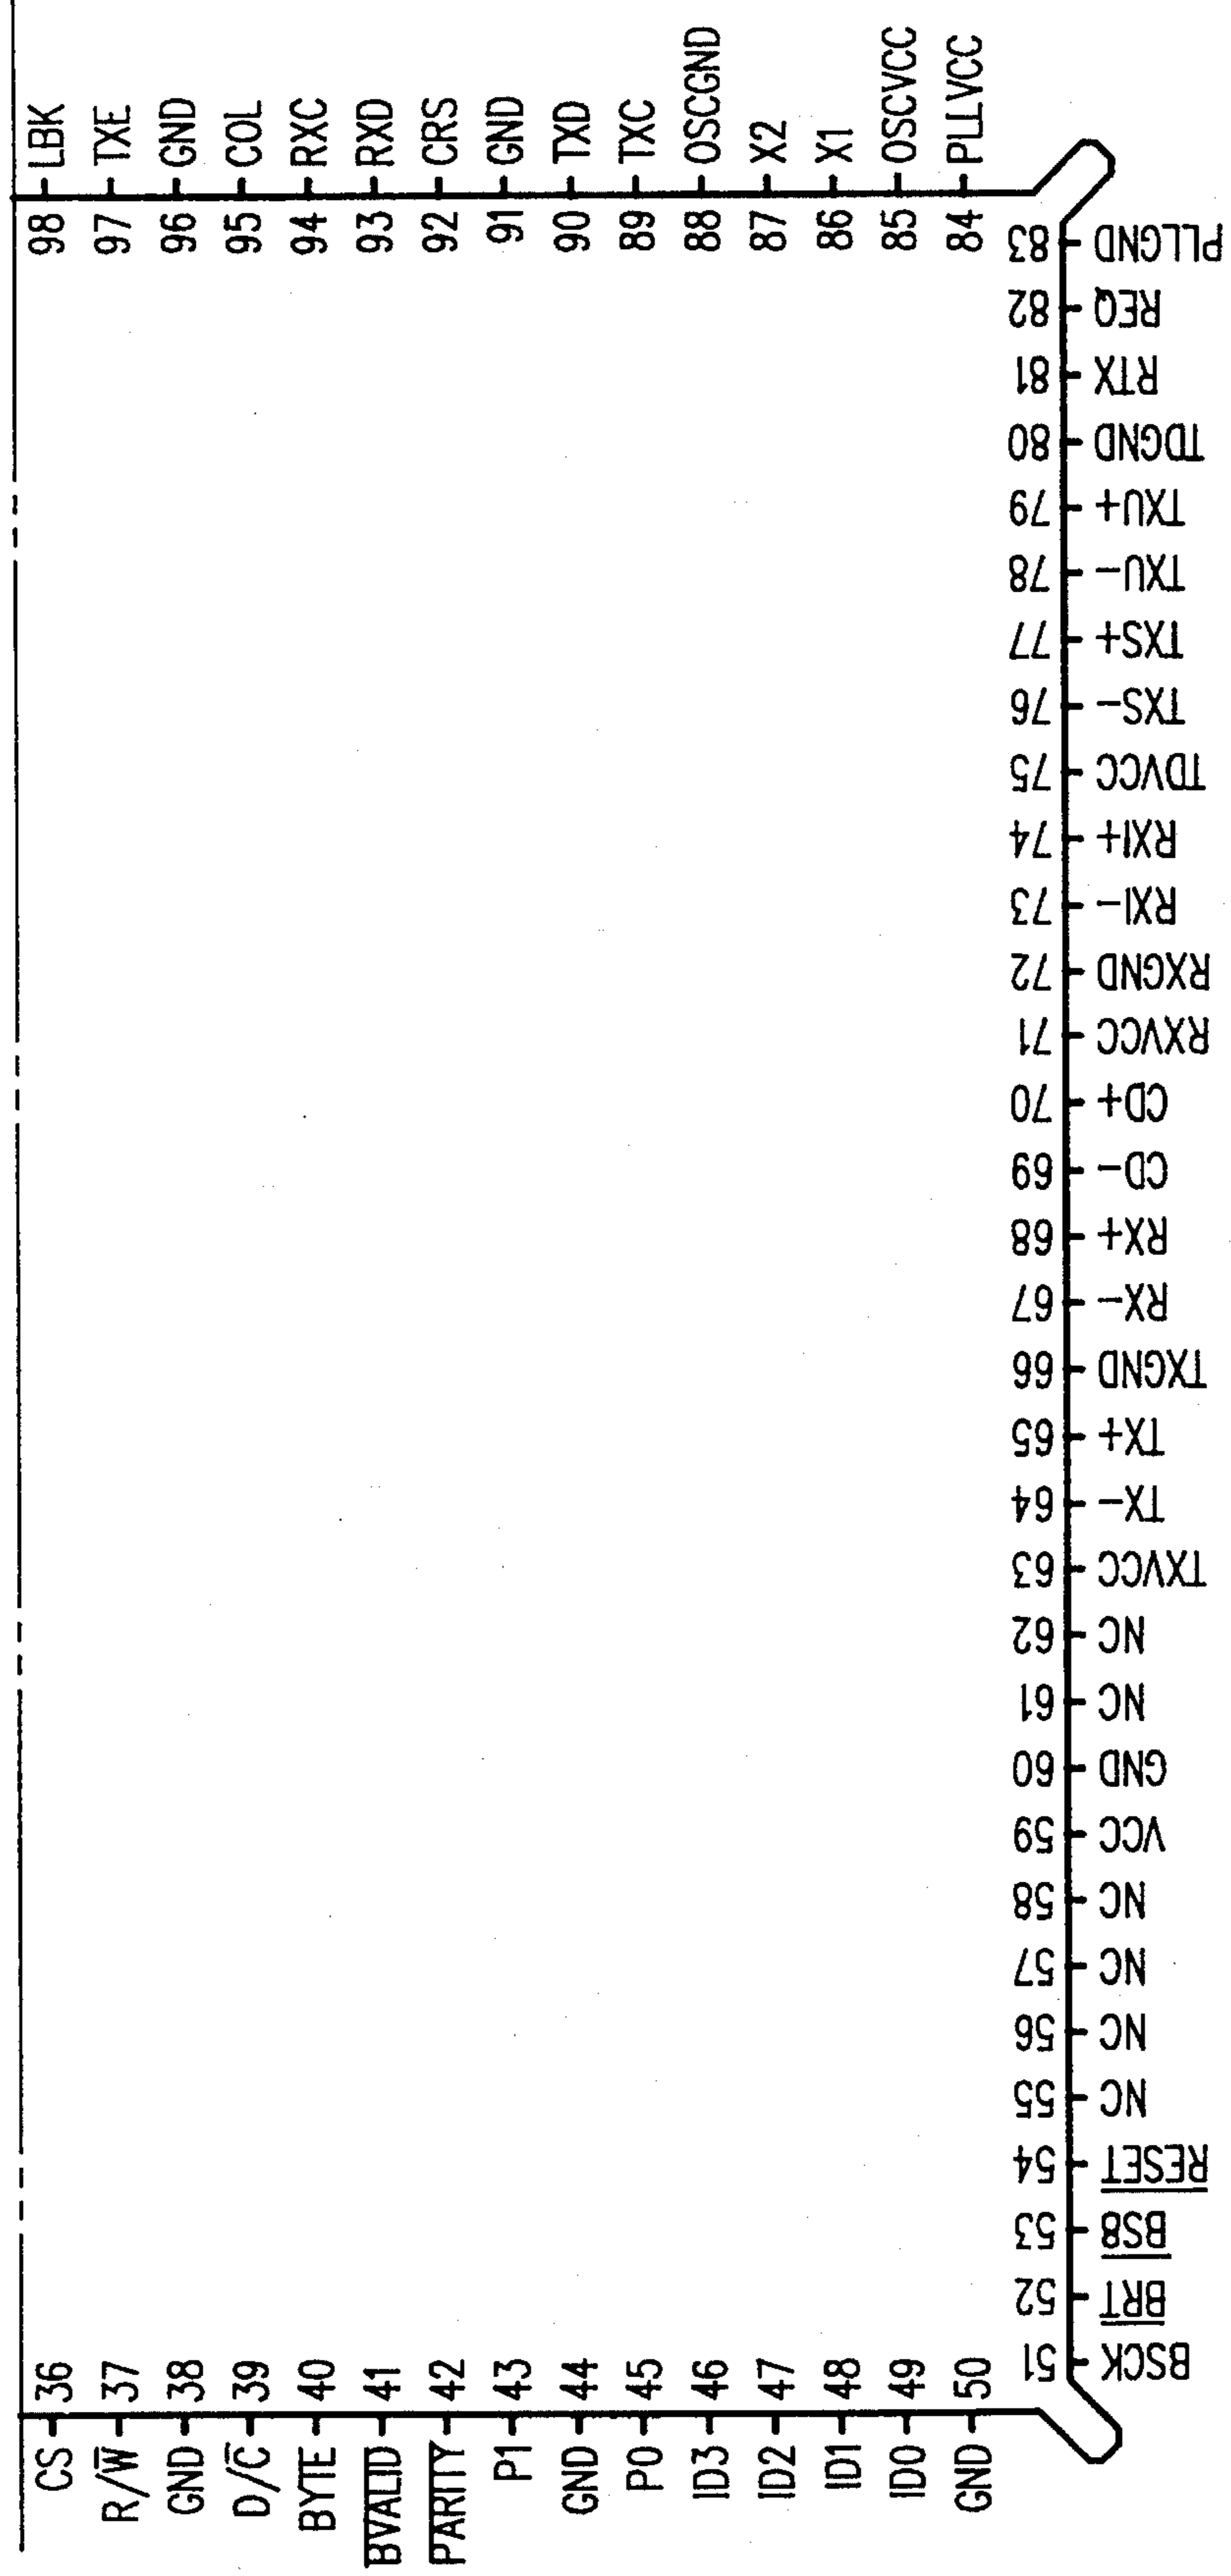 98 LBK
97 TXE
96 GND
95 COL
94 RXC
93 RXD
92 CRS
91 GND
90 TXD
89 TXC
88 OSCGND
87 X2
86 X1
85 OSCVCC
84 PLLVCC
83 PLLGND
82 REQ
81 RTX
80 TDGND
79 TXU+
78 TXU-
77 TXS+
76 TXS-
75 TDVCC
74 RXI+
73 RXI-
72 RXGND
71 RXVCC
70 CD+
69 CD-
68 RX+
67 RX-
66 TXGND
65 TX+
64 TX-
63 TXVCC
62 NC
61 NC
60 GND
59 VCC
58 NC
57 NC
56 NC
55 NC
54 R̅E̅S̅E̅T̅
53 B̅S̅8̅
52 B̅R̅T̅
51 BSCK
CS 36
R/W̅ 37
GND 38
D/C̅ 39
BYTE 40
B̅V̅A̅L̅I̅D̅ 41
P̅A̅R̅I̅T̅Y̅ 42
P1 43
GND 44
P0 45
ID3 46
ID2 47
ID1 48
ID0 49
GND 50